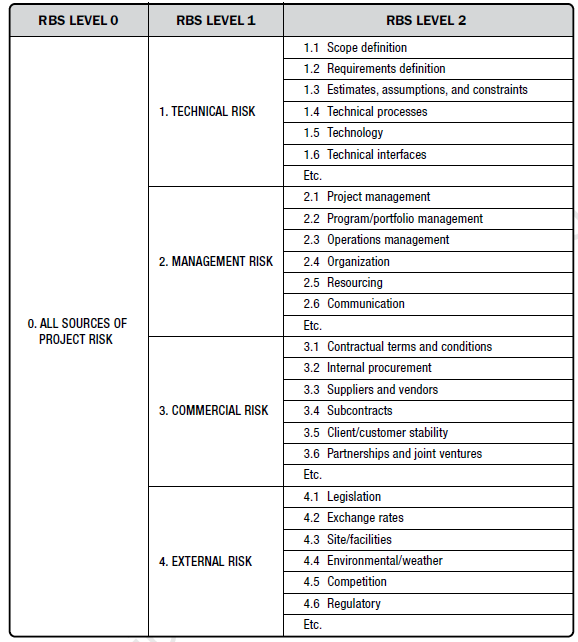 RBS LEVEL 0
RBS LEVEL 1
RBS LEVEL 2
0. ALL SOURCES OF
PROJECT RISK
1. TECHNICAL RISK
1.1 Scope definition
1.2 Requirements definition
1.3 Estimates, assumptions, and constraints
1.4 Technical processes
1.5 Technology
1.6 Technical interfaces
Etc.
2. MANAGEMENT RISK
2.1 Project management
2.2 Program/portfolio management
2.3 Operations management
2.4 Organization
2.5 Resourcing
2.6 Communication
Etc.
3. COMMERCIAL RISK
3.1 Contractual terms and conditions
3.2 Internal procurement
3.3 Suppliers and vendors
3.4 Subcontracts
3.5 Client/customer stability
3.6 Partnerships and joint ventures
Etc.
4. EXTERNAL RISK
4.1 Legislation
4.2 Exchange rates
4.3 Site/facilities
4.4 Environmental/weather
4.5 Competition
4.6 Regulatory
Etc.